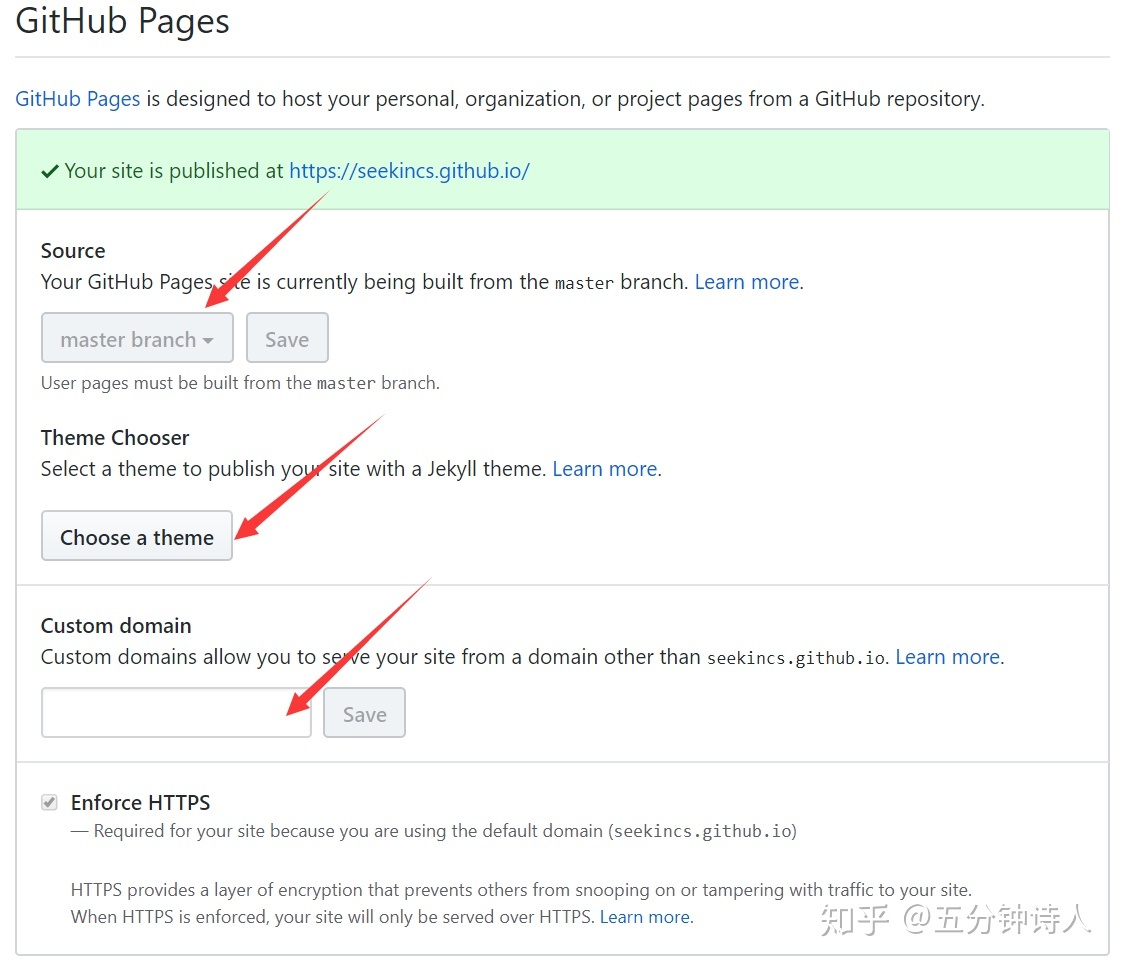 GitHub Pages
GitHub Pages is designed to host your personal, organization, or project pages from a GitHub repository.
Your site is published at https://seekincs.github.io/
Source
Your GitHub Pages site is currently being built from the master branch. Learn more.
master branch
Save
User pages must be built from the master branch.
Theme Chooser
Select a theme to publish your site with a Jekyll theme. Learn more.
Choose a theme
Custom domain
Custom domains allow you to serve your site from a domain other than seekincs.github.io. Learn more.
Save
Enforce HTTPS
— Required for your site because you are using the default domain (seekincs.github.io)
HTTPS provides a layer of encryption that prevents others from snooping on or tampering with traffic to your site.
When HTTPS is enforced, your site will only be served over HTTPS. Learn more.
知乎 @五分钟诗人